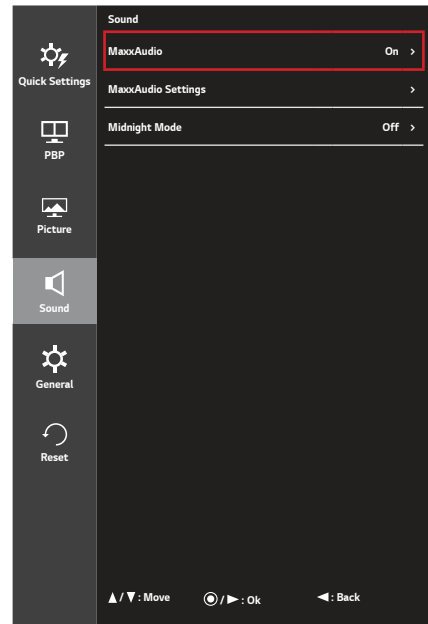 Sound
MaxxAudio On >
MaxxAudio Settings >
Midnight Mode Off >
Quick Settings
PBP
Picture
Sound
General
Reset
▲/▼: Move ◉/►: Ok ◄: Back